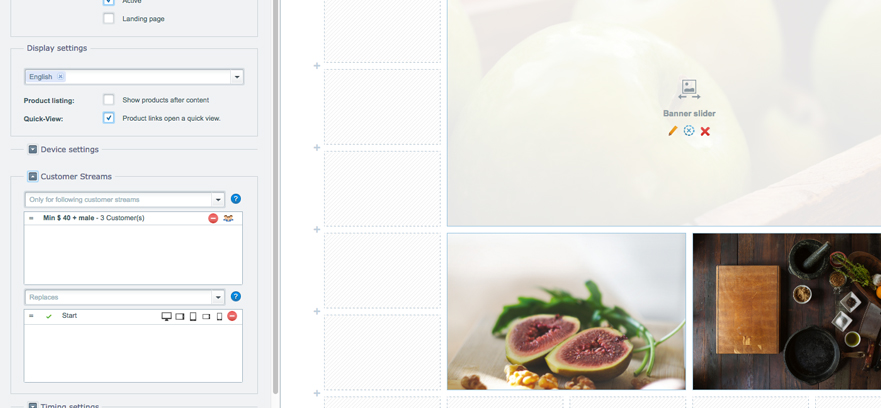 Active
Landing page
Display settings
English
Product listing:
Show products after content
Quick-View:
Product links open a quick view.
Device settings
Customer Streams
Only for following customer streams
Min $ 40 + male - 3 Customer(s)
Replaces
Start
Timing settings
Banner slider